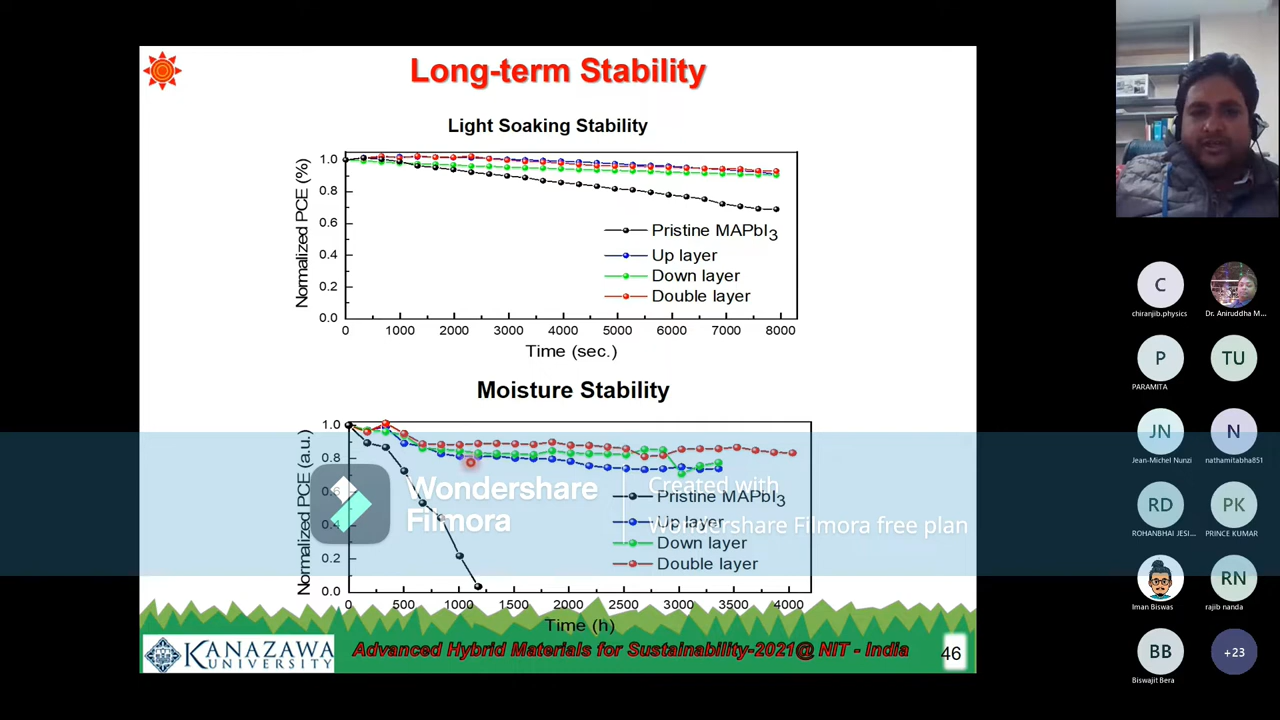 Long-term Stability
Light Soaking Stability
Normalized PCE (%)
1.0
0.8
0.6
0.4
0.2
0.0
0 1000 2000 3000 4000 5000 6000 7000 8000
Time (sec.)
Pristine MAPbI3
Up layer
Down layer
Double layer
Moisture Stability
Normalized PCE (a.u.)
1.0
0.8
0.6
0.4
0.2
0.0
0 500 1000 1500 2000 2500 3000 3500 4000
Time (h)
Pristine MAPbI3
Up layer
Down layer
Double layer
Wondershare
Filmora
Created with
Wondershare Filmora free plan
KANAZAWA
UNIVERSITY
Advanced Hybrid Materials for Sustainability-2021@ NIT - India
46
C
chiranjib.physics
Dr. Aniruddha M...
P
PARAMITA
TU
JN
Jean-Michel Nunzi
N
nathamitabha851
RD
ROHANBHAI JESI...
PK
PRINCE KUMAR
Iman Biswas
RN
rajib nanda
BB
Biswajit Bera
+23